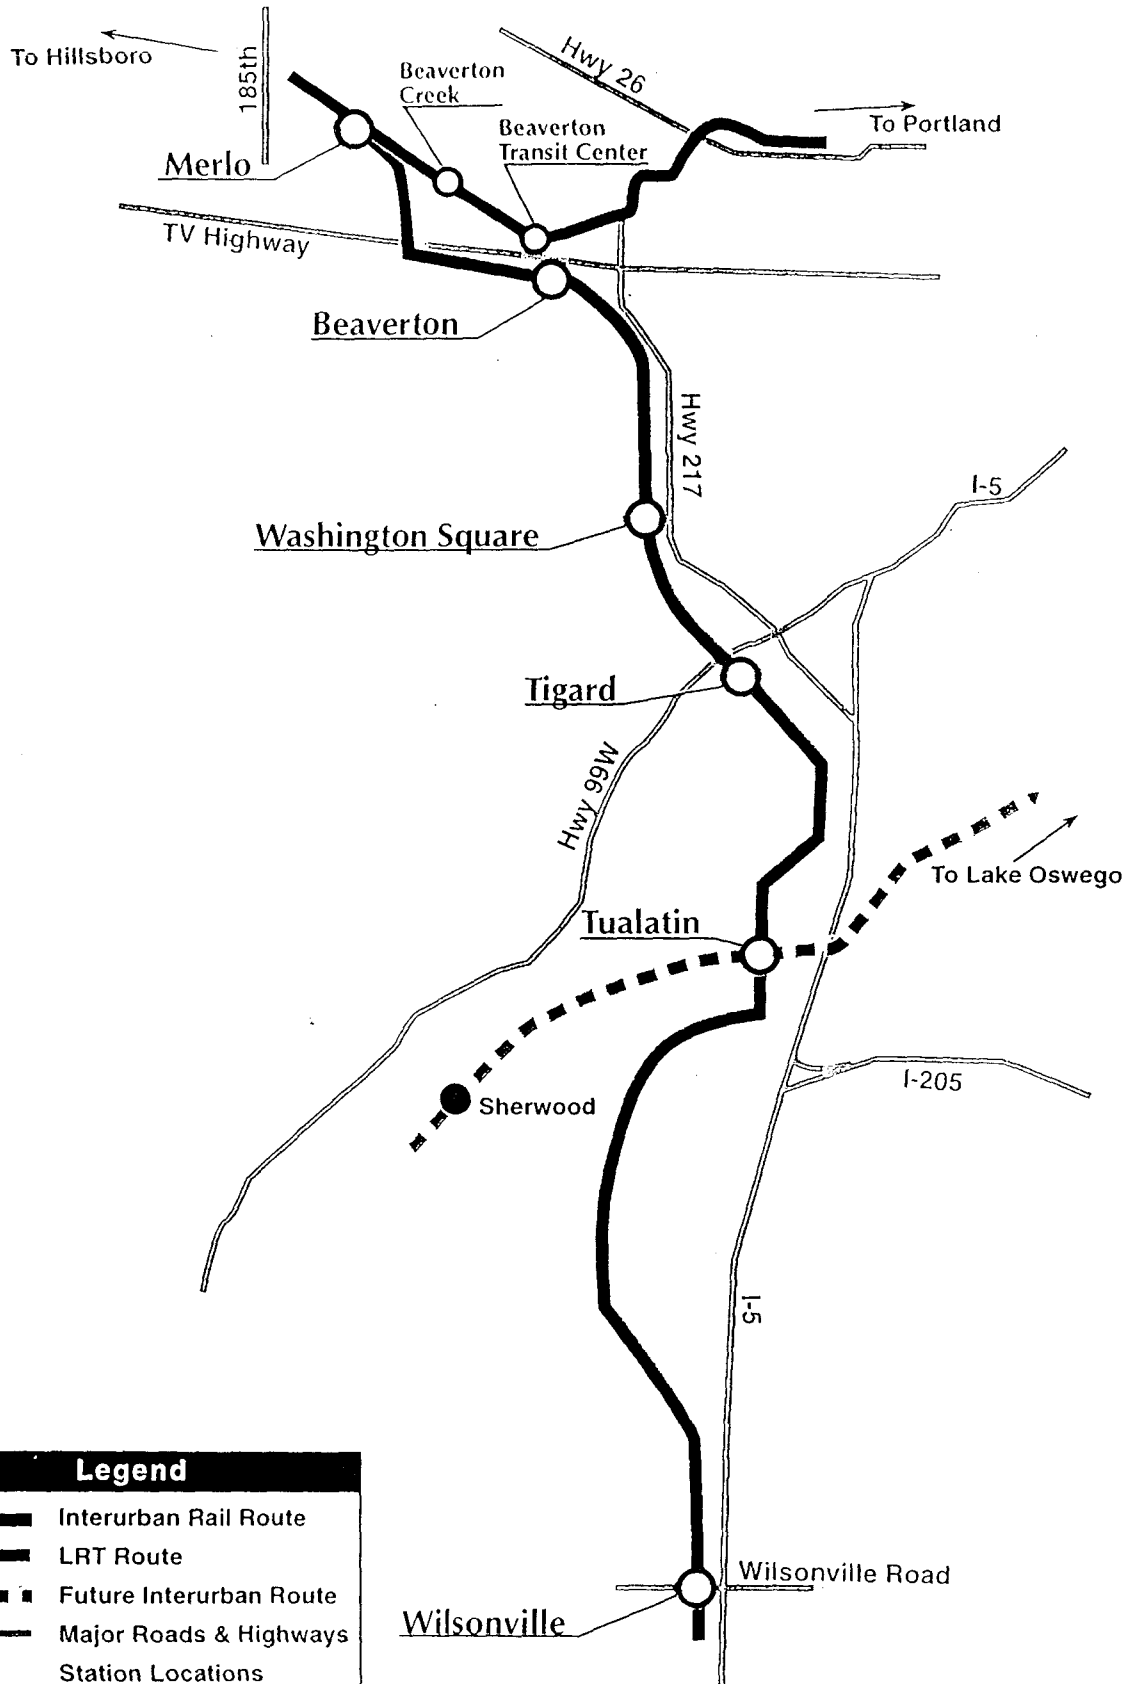 To Hillsboro
185th
Hwy 26
Beaverton
Creek
To Portland
Beaverton
Transit Center
Merlo
TV Highway
Beaverton
Hwy 217
I-5
Washington Square
Tigard
Hwy 99W
To Lake Oswego
Tualatin
I-205
Sherwood
I-5
Legend
Interurban Rail Route
LRT Route
Future Interurban Route
Major Roads & Highways
Station Locations
Wilsonville Road
Wilsonville